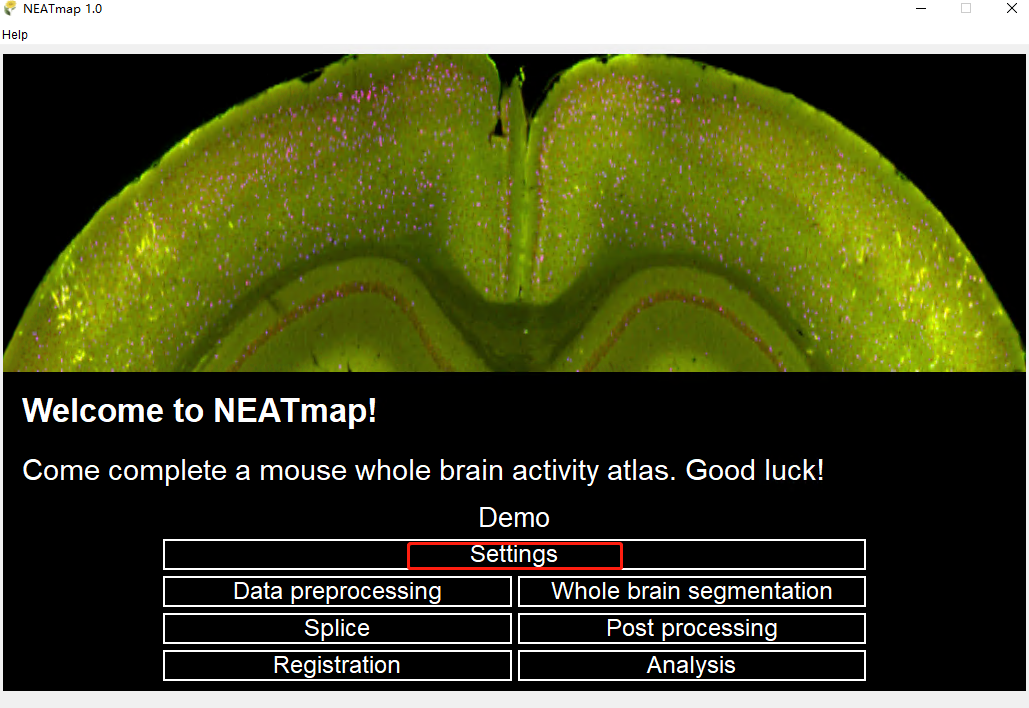 NEATmap 1.0
Help
Welcome to NEATmap!
Come complete a mouse whole brain activity atlas. Good luck!
Demo
Settings
Data preprocessing Whole brain segmentation
Splice Post processing
Registration Analysis